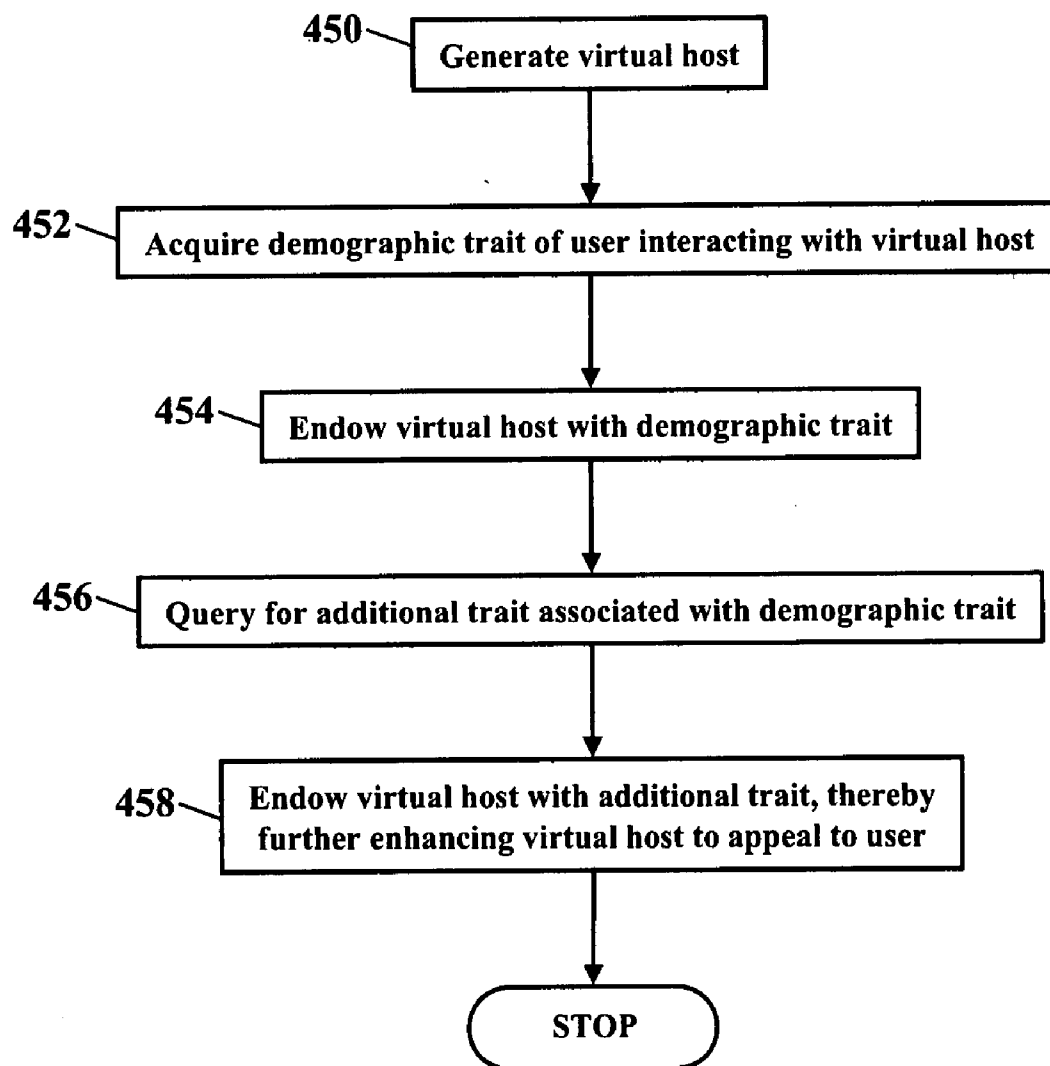 450
Generate virtual host
452
Acquire demographic trait of user interacting with virtual host
454
Endow virtual host with demographic trait
456
Query for additional trait associated with demographic trait
458
Endow virtual host with additional trait, thereby
further enhancing virtual host to appeal to user
STOP